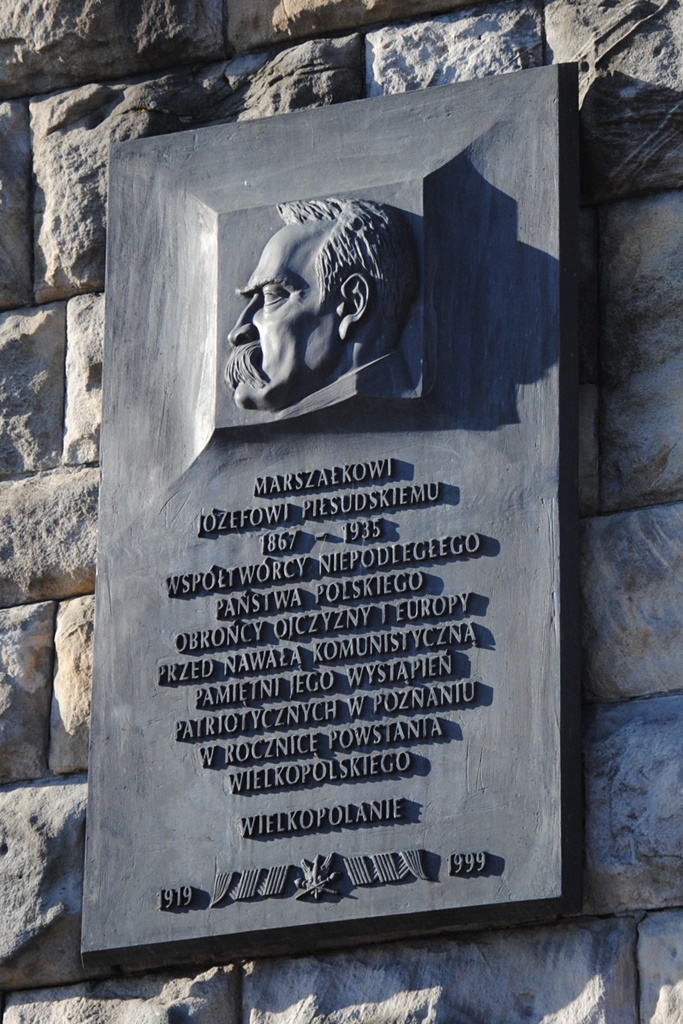 MARSZAŁKOWI
JÓZEFOWI PIŁSUDSKIEMU
1867 – 1935
WSPÓŁTWÓRCY NIEPODLEGŁEGO
PAŃSTWA POLSKIEGO
OBROŃCY OJCZYZNY I EUROPY
PRZED NAWAŁĄ KOMUNISTYCZNĄ
PAMIĘTNI JEGO WYSTĄPIEŃ
PATRIOTYCZNYCH W POZNANIU
W ROCZNICĘ POWSTANIA
WIELKOPOLSKIEGO
WIELKOPOLANIE
1919 1999